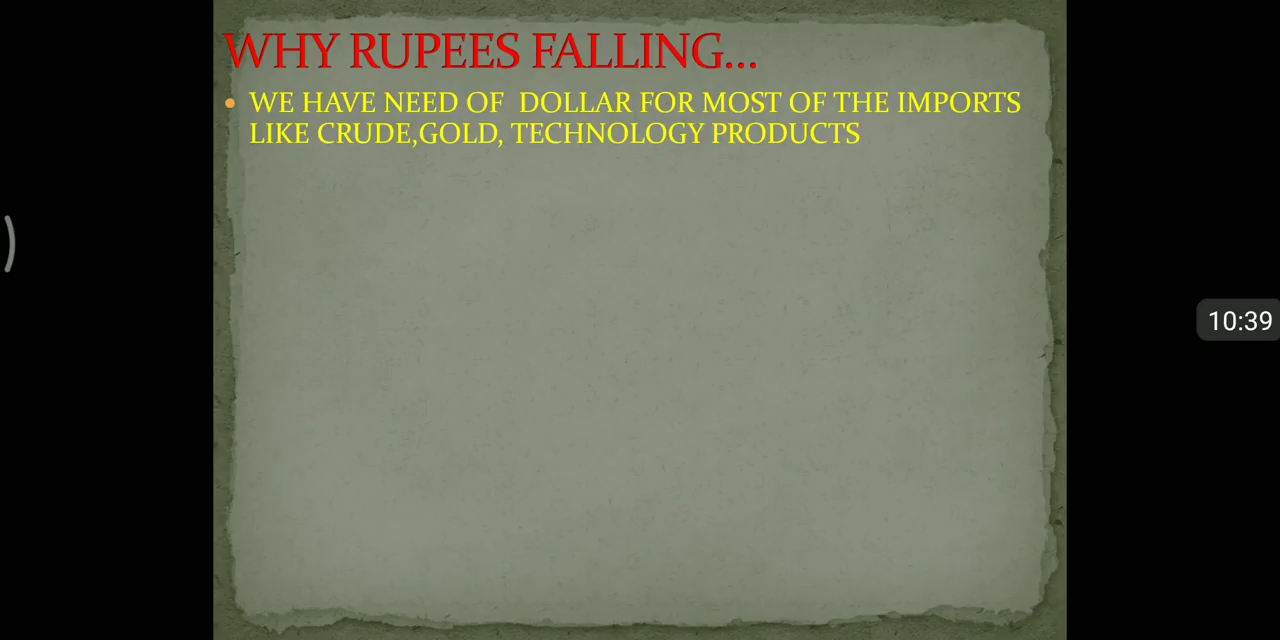 WHY RUPEES FALLING...
• WE HAVE NEED OF  DOLLAR FOR MOST OF THE IMPORTS
LIKE CRUDE,GOLD, TECHNOLOGY PRODUCTS
10:39